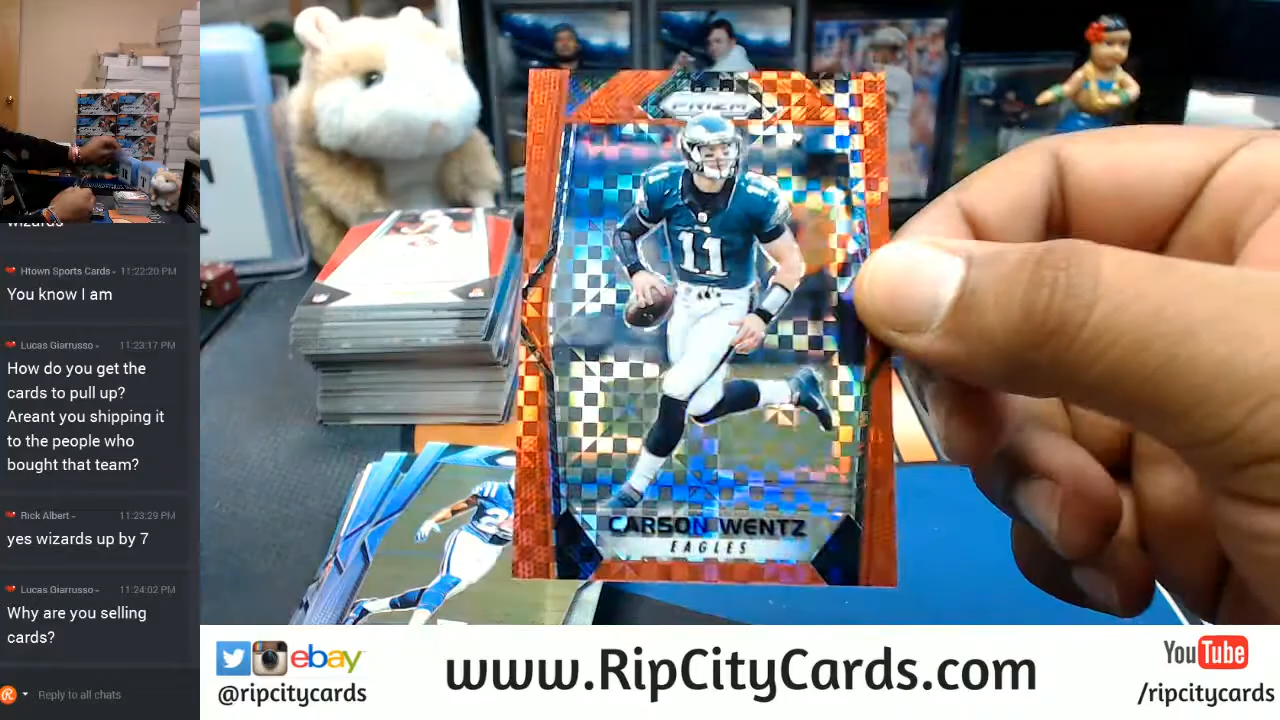 wizards
Htown Sports Cards 11:22:20 PM
You know I am
Lucas Giarrusso 11:23:17 PM
How do you get the
cards to pull up?
Areant you shipping it
to the people who
bought that team?
Rick Albert 11:23:29 PM
yes wizards up by 7
Lucas Giarrusso 11:24:02 PM
Why are you selling
cards?
Reply to all chats
PRIZM
11
CARSON WENTZ
EAGLES
ebay
@ripcitycards
www.RipCityCards.com
YouTube
/ripcitycards